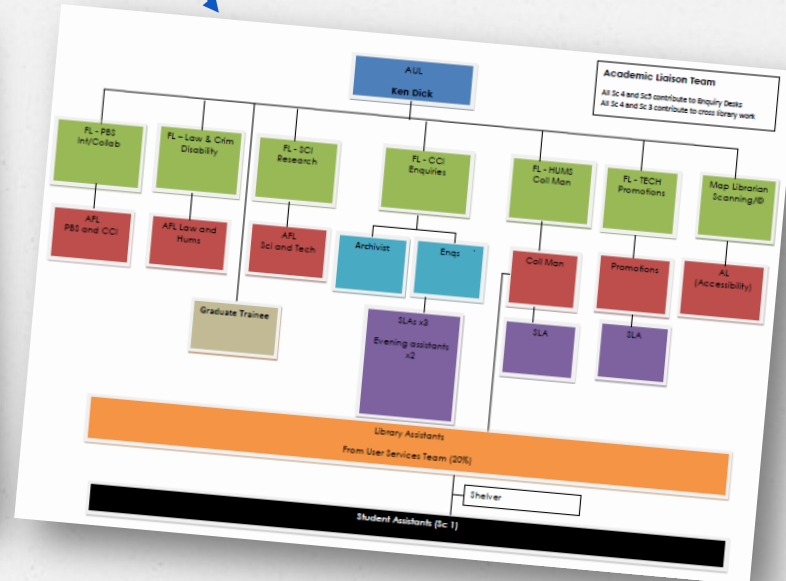 AUL
Ken Dick
Academic Liaison Team
All Sc 4 and Sc5 contribute to Enquiry Desks
All Sc 4 and Sc 3 contribute to cross library work
FL - PBS
Int/Collab
FL – Law & Crim
Disability
FL - SCI
Research
FL - CCI
Enquiries
FL - HUMS
Coll Man
FL - TECH
Promotions
Map Librarian
Scanning/©
AFL
PBS and CCI
AFL Law and
Hums
AFL
Sci and Tech
Archivist
Enqs
Coll Man
Promotions
AL
(Accessibility)
Graduate Trainee
SLAs x3
Evening assistants
x2
SLA
SLA
Library Assistants
From User Services Team (20%)
Shelver
Student Assistants (Sc 1)